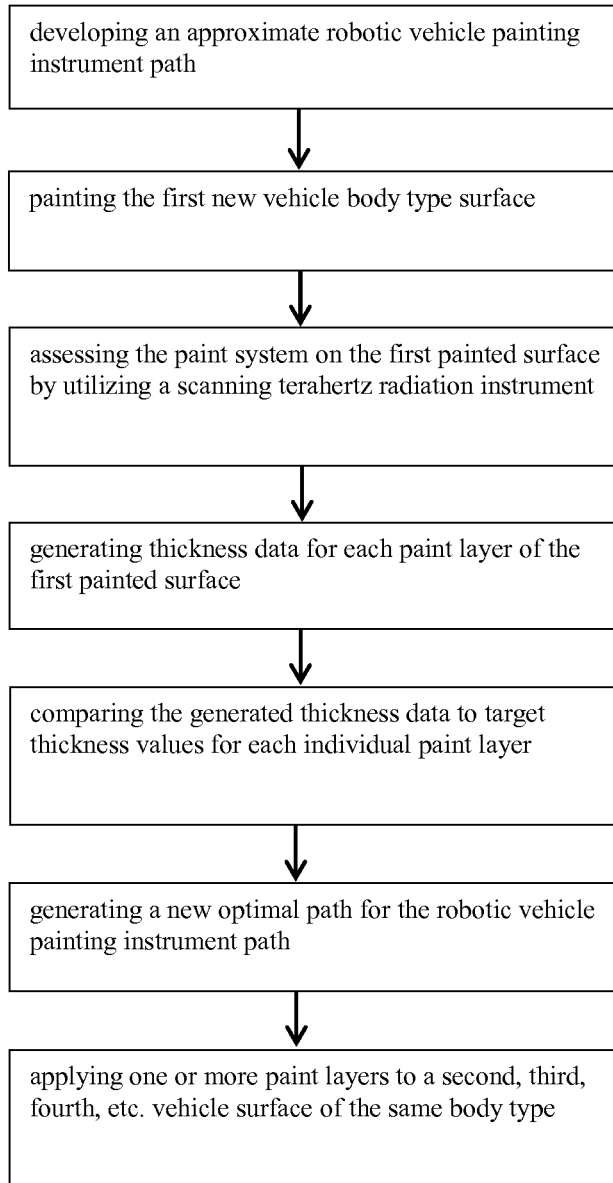 developing an approximate robotic vehicle painting
instrument path
painting the first new vehicle body type surface
assessing the paint system on the first painted surface
by utilizing a scanning terahertz radiation instrument
generating thickness data for each paint layer of the
first painted surface
comparing the generated thickness data to target
thickness values for each individual paint layer
generating a new optimal path for the robotic vehicle
painting instrument path
applying one or more paint layers to a second, third,
fourth, etc. vehicle surface of the same body type